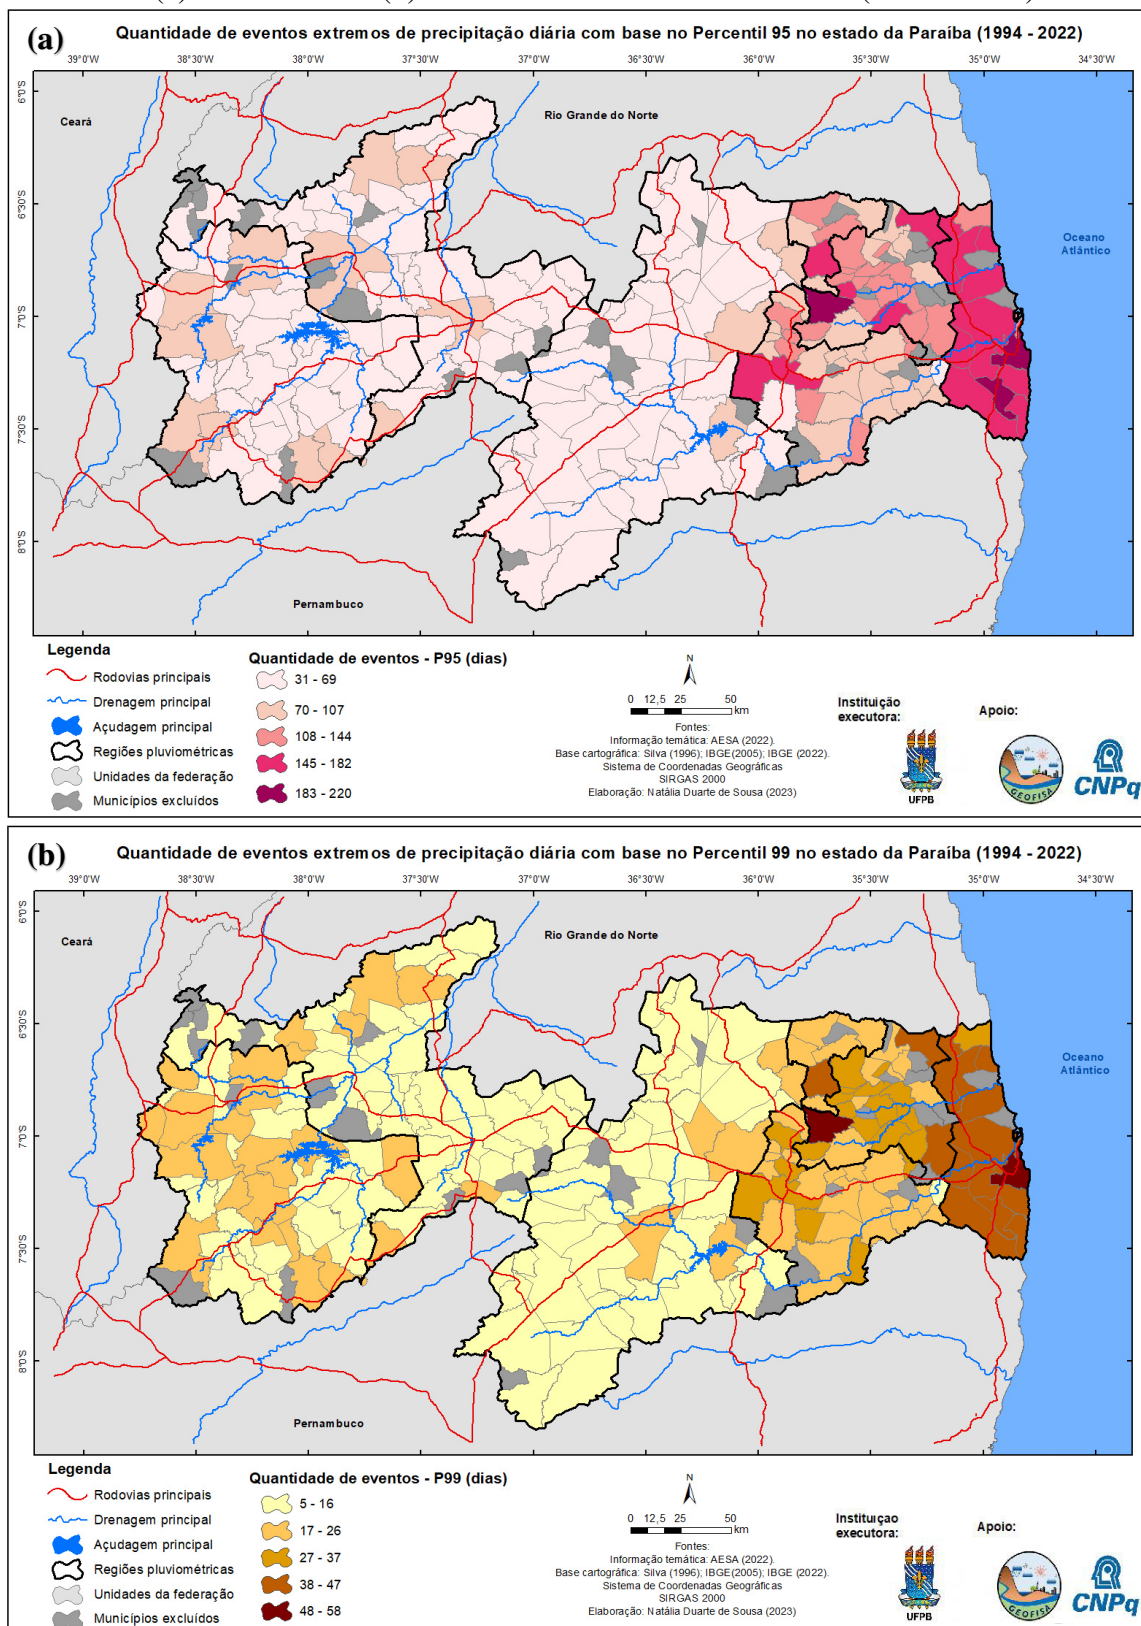 (a)
Quantidade de eventos extremos de precipitação diária com base no Percentil 95 no estado da Paraíba (1994 - 2022)
39°0'W 38°30'W 38°0'W 37°30'W 37°0'W 36°30'W 36°0'W 35°30'W 35°0'W 34°30'W
6°0'S
Ceará
Rio Grande do Norte
6°30'S
Oceano
Atlântico
7°0'S
7°30'S
8°0'S
Pernambuco
Legenda
Rodovias principais
Drenagem principal
Açudagem principal
Regiões pluviométricas
Unidades da federação
Municípios excluídos
Quantidade de eventos - P95 (dias)
31 - 69
70 - 107
108 - 144
145 - 182
183 - 220
N
0 12,5 25 50
km
Fontes:
Informação temática: AESA (2022).
Base cartográfica: Silva (1996); IBGE(2005); IBGE (2022).
Sistema de Coordenadas Geográficas
SIRGAS 2000
Elaboração: Natália Duarte de Sousa (2023)
Instituição
executora:
UFPB
Apoio:
GEOFISA
CNPq
(b)
Quantidade de eventos extremos de precipitação diária com base no Percentil 99 no estado da Paraíba (1994 - 2022)
39°0'W 38°30'W 38°0'W 37°30'W 37°0'W 36°30'W 36°0'W 35°30'W 35°0'W 34°30'W
6°0'S
Ceará
Rio Grande do Norte
6°30'S
Oceano
Atlântico
7°0'S
7°30'S
8°0'S
Pernambuco
Legenda
Rodovias principais
Drenagem principal
Açudagem principal
Regiões pluviométricas
Unidades da federação
Municípios excluídos
Quantidade de eventos - P99 (dias)
5 - 16
17 - 26
27 - 37
38 - 47
48 - 58
N
0 12,5 25 50
km
Fontes:
Informação temática: AESA (2022).
Base cartográfica: Silva (1996); IBGE(2005); IBGE (2022).
Sistema de Coordenadas Geográficas
SIRGAS 2000
Elaboração: Natália Duarte de Sousa (2023)
Instituição
executora:
UFPB
Apoio:
GEOFISA
CNPq